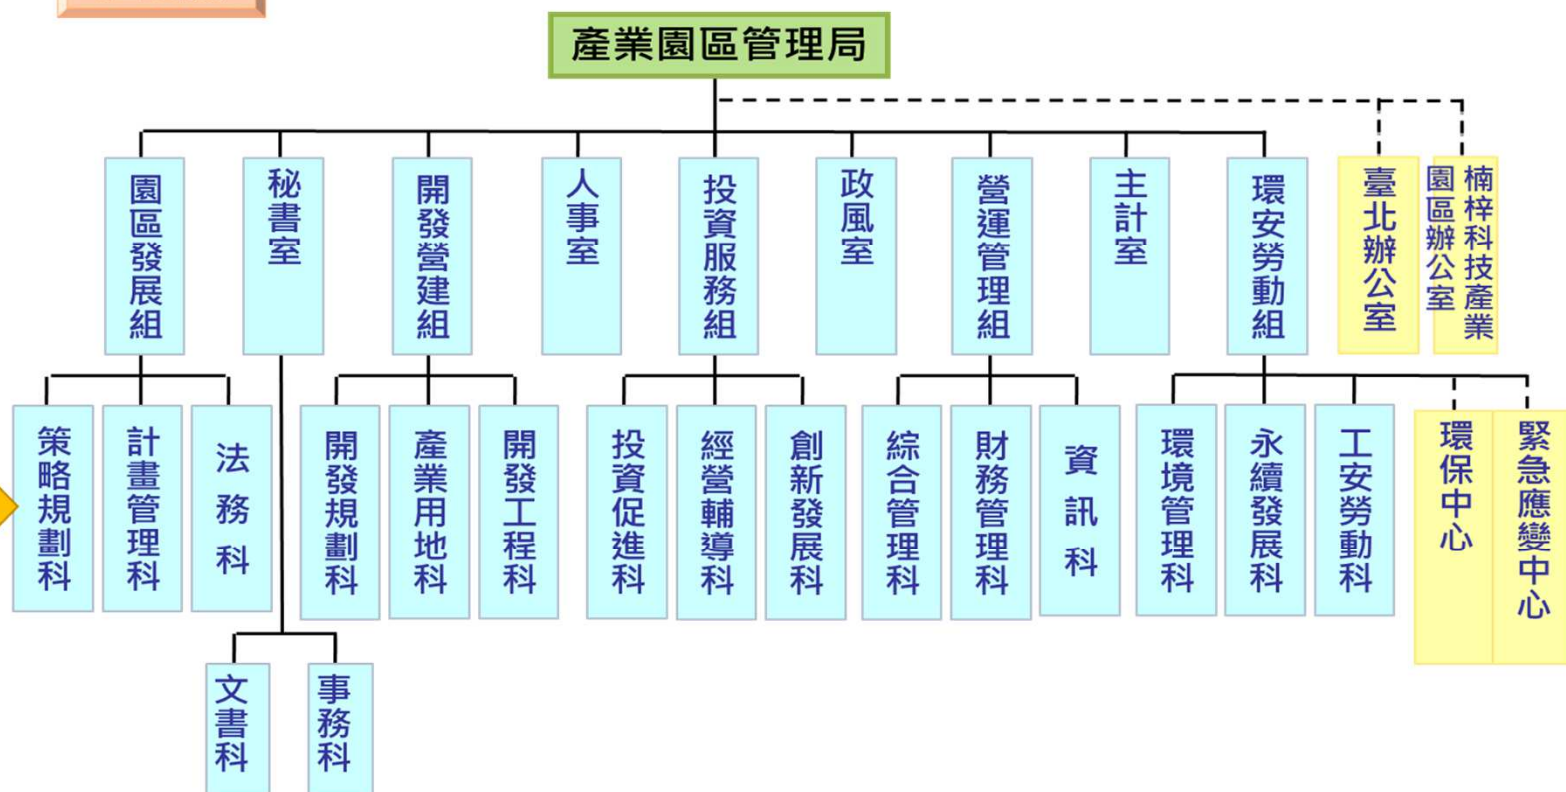 產業園區管理局
園區發展組
秘書室
開發營建組
人事室
投資服務組
政風室
營運管理組
主計室
環安勞動組
臺北辦公室
楠梓科技產業
園區辦公室
策略規劃科
計畫管理科
法務科
開發規劃科
產業用地科
開發工程科
投資促進科
經營輔導科
創新發展科
綜合管理科
財務管理科
資訊科
環境管理科
永續發展科
工安勞動科
環保中心
緊急應變中心
文書科
事務科